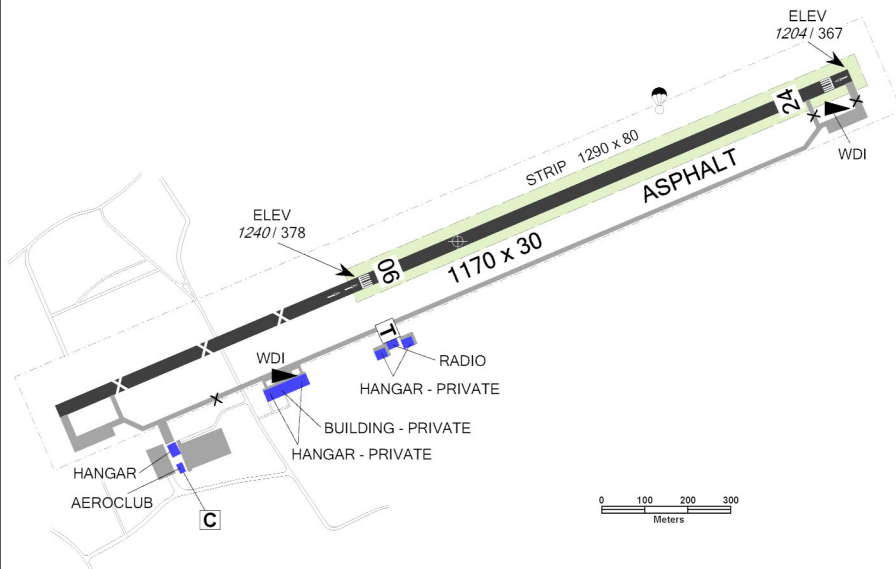 ELEV
1204 / 367
24
WDI
STRIP 1290 x 80
ASPHALT
ELEV
1240 / 378
06
1170 x 30
T
WDI
RADIO
HANGAR - PRIVATE
BUILDING - PRIVATE
HANGAR - PRIVATE
HANGAR
AEROCLUB
C
0 100 200 300
Meters